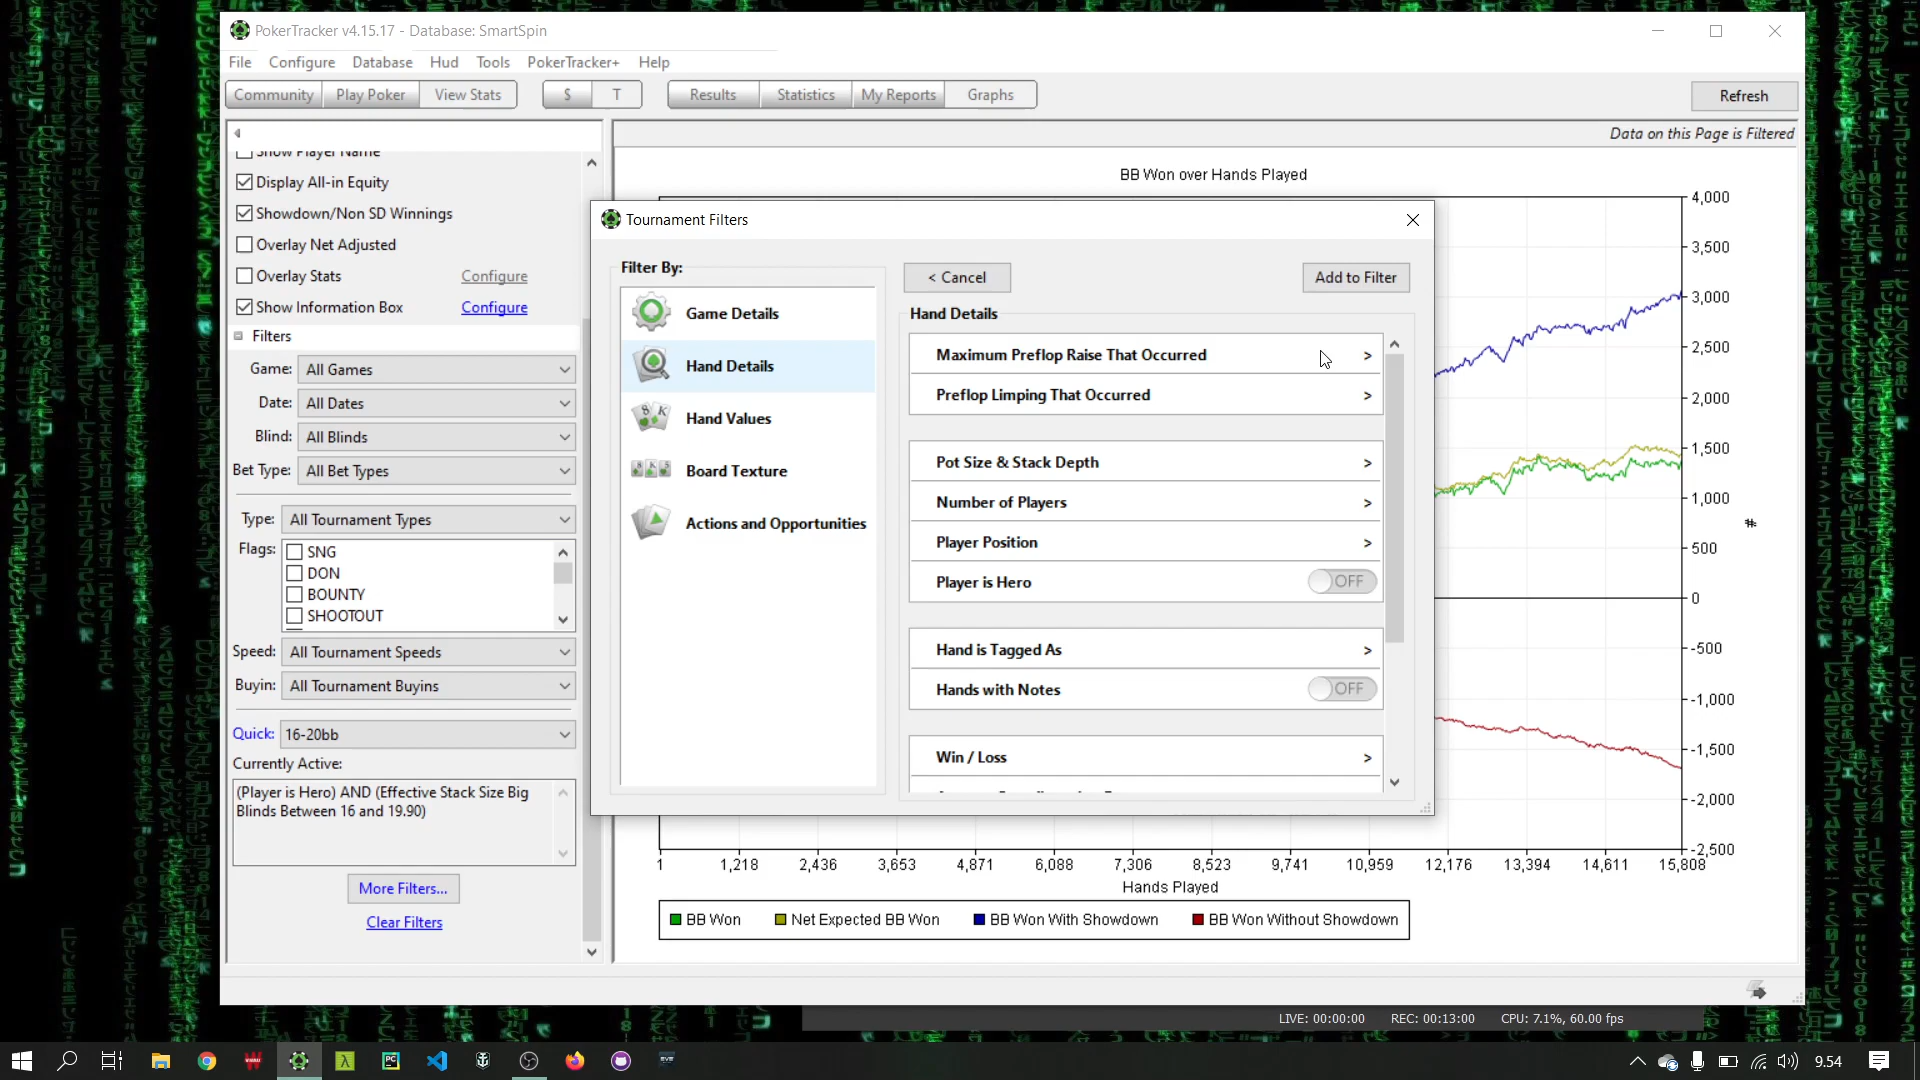 PokerTracker v4.15.17 - Database: SmartSpin
File Configure Database Hud Tools PokerTracker+ Help
Community Play Poker View Stats $ T Results Statistics My Reports Graphs Refresh
Data on this Page is Filtered
Show Player Name
Display All-in Equity
Showdown/Non SD Winnings
Overlay Net Adjusted
Overlay Stats Configure
Show Information Box Configure
Filters
Game: All Games
Date: All Dates
Blind: All Blinds
Bet Type: All Bet Types
Type: All Tournament Types
Flags: SNG
DON
BOUNTY
SHOOTOUT
Speed: All Tournament Speeds
Buyin: All Tournament Buyins
Quick: 16-20bb
Currently Active:
(Player is Hero) AND (Effective Stack Size Big
Blinds Between 16 and 19.90)
More Filters...
Clear Filters
BB Won over Hands Played
Tournament Filters
Filter By:
Game Details
Hand Details
Hand Values
Board Texture
Actions and Opportunities
< Cancel Add to Filter
Hand Details
Maximum Preflop Raise That Occurred >
Preflop Limping That Occurred >
Pot Size & Stack Depth >
Number of Players >
Player Position >
Player is Hero OFF
Hand is Tagged As >
Hands with Notes OFF
Win / Loss >
4,000
3,500
3,000
2,500
2,000
1,500
1,000
#
500
0
-500
-1,000
-1,500
-2,000
-2,500
1 1,218 2,436 3,653 4,871 6,088 7,306 8,523 9,741 10,959 12,176 13,394 14,611 15,808
Hands Played
BB Won Net Expected BB Won BB Won With Showdown BB Won Without Showdown
LIVE: 00:00:00 REC: 00:13:00 CPU: 7.1%, 60.00 fps
9.54